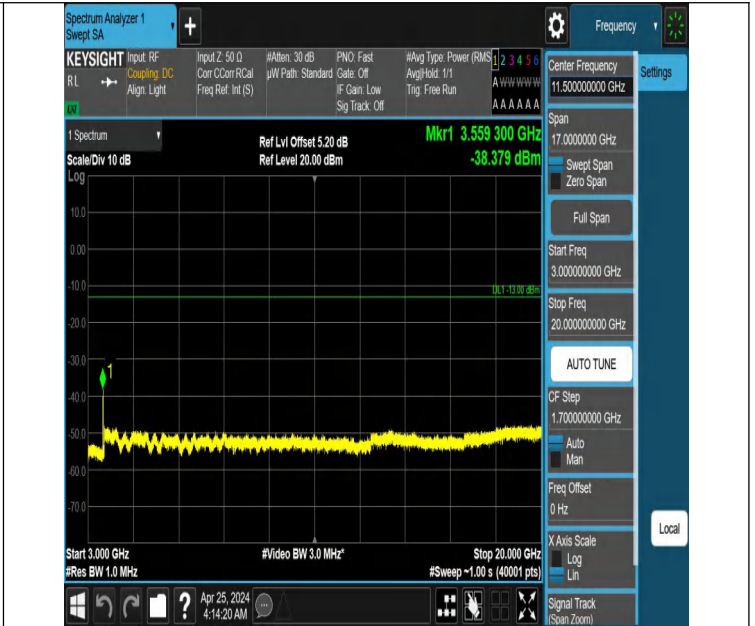 Spectrum Analyzer 1
Swept SA
+
Frequency
KEYSIGHT
RL
LXI
Input: RF
Coupling: DC
Align: Light
Input Z: 50 Ω
Corr CCorr RCal
Freq Ref: Int (S)
#Atten: 30 dB
µW Path: Standard
PNO: Fast
Gate: Off
IF Gain: Low
Sig Track: Off
#Avg Type: Power (RMS
Avg|Hold: 1/1
Trig: Free Run
1 2 3 4 5 6
A W W W W W
A A A A A A
1 Spectrum
Scale/Div 10 dB
Ref Lvl Offset 5.20 dB
Ref Level 20.00 dBm
Mkr1 3.559 300 GHz
-38.379 dBm
Log
10.0
0.00
-10.0
-20.0
-30.0
-40.0
-50.0
-60.0
-70.0
DL1 -13.00 dBm
1
Start 3.000 GHz
#Res BW 1.0 MHz
#Video BW 3.0 MHz*
Stop 20.000 GHz
#Sweep ~1.00 s (40001 pts)
Center Frequency
11.500000000 GHz
Settings
Span
17.0000000 GHz
Swept Span
Zero Span
Full Span
Start Freq
3.000000000 GHz
Stop Freq
20.000000000 GHz
AUTO TUNE
CF Step
1.700000000 GHz
Auto
Man
Freq Offset
0 Hz
X Axis Scale
Log
Lin
Local
Signal Track
(Span Zoom)
?
Apr 25, 2024
4:14:20 AM